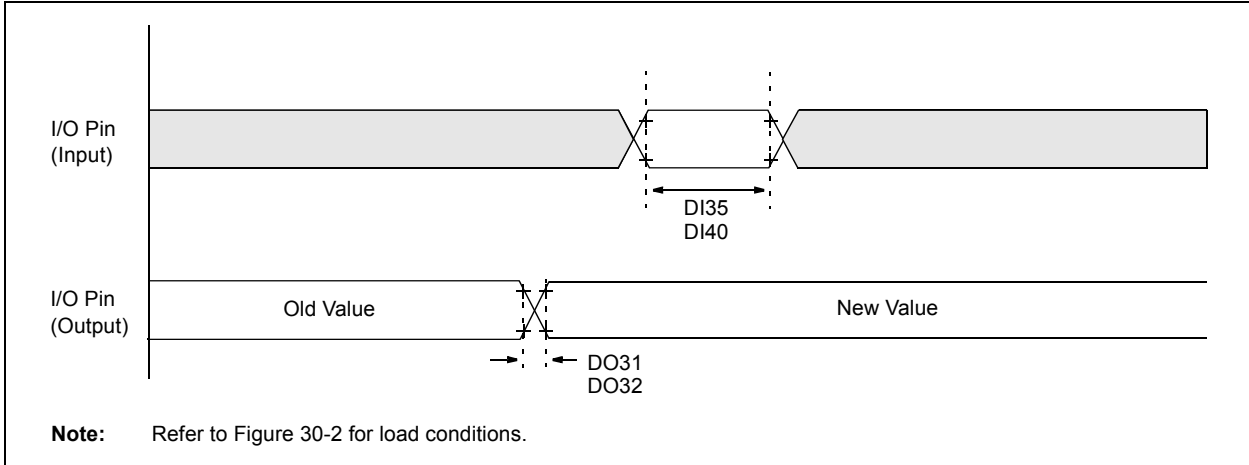 I/O Pin
(Input)
DI35
DI40
I/O Pin
(Output)
Old Value
New Value
DO31
DO32
Note: Refer to Figure 30-2 for load conditions.